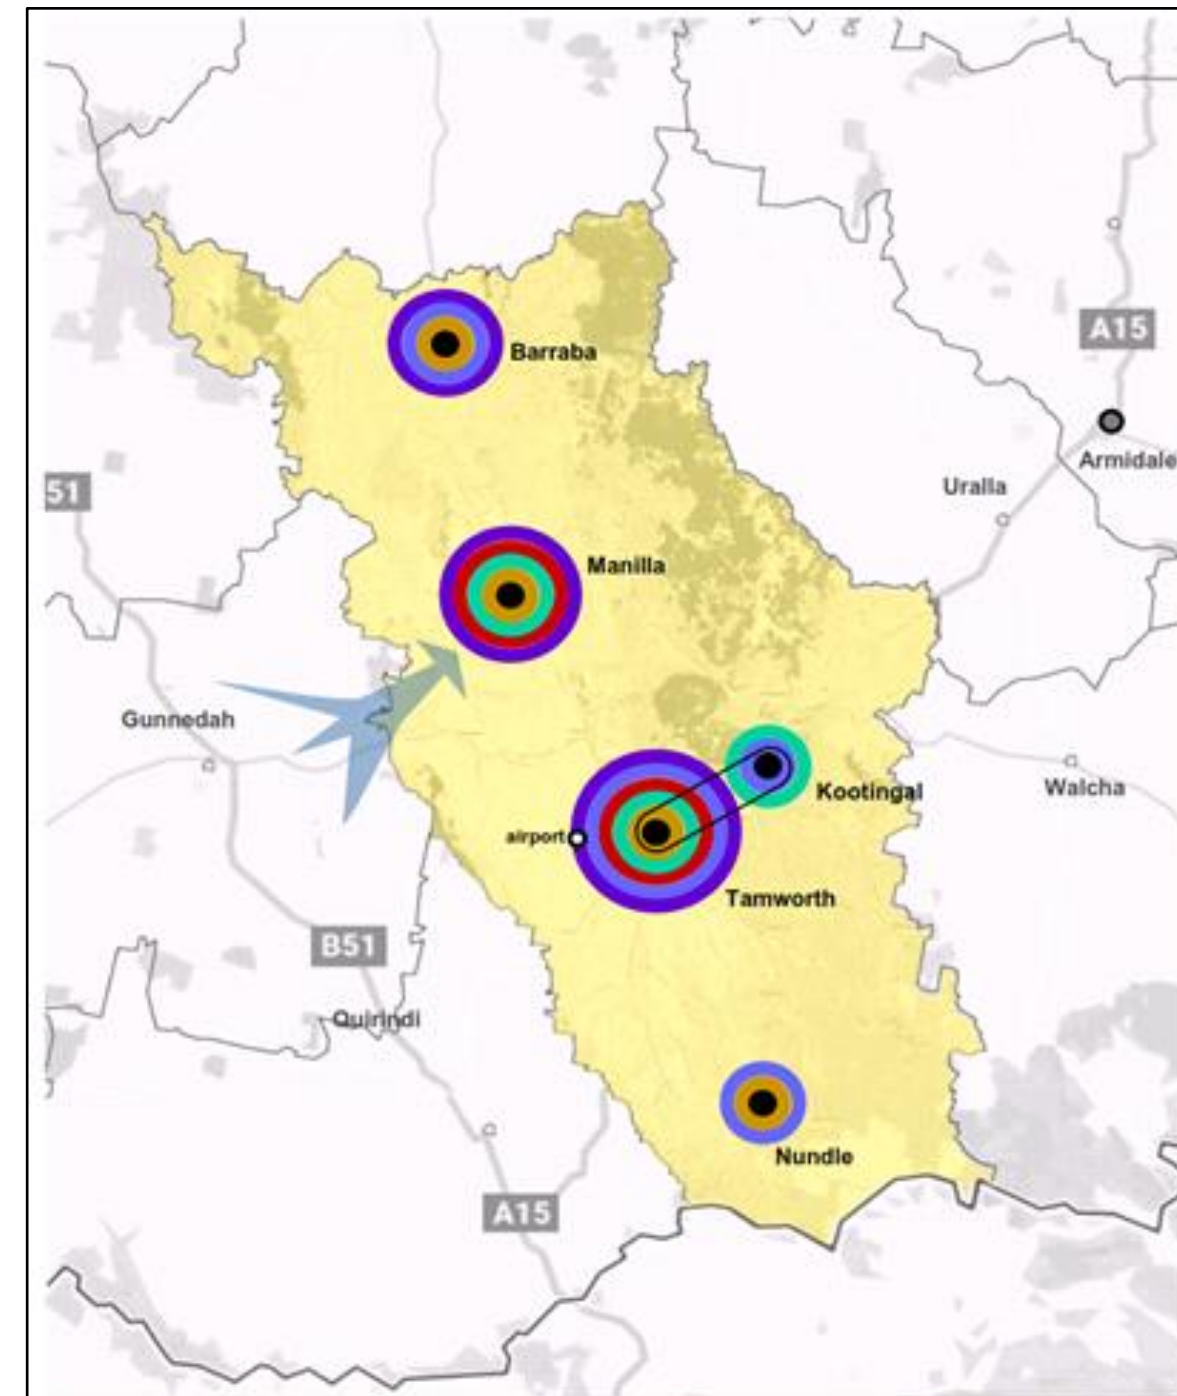 A15
Barraba
Armidale
51
Uralla
Manilla
Gunnedah
Kootingal
Walcha
airport
Tamworth
B51
Quirindi
Nundle
A15